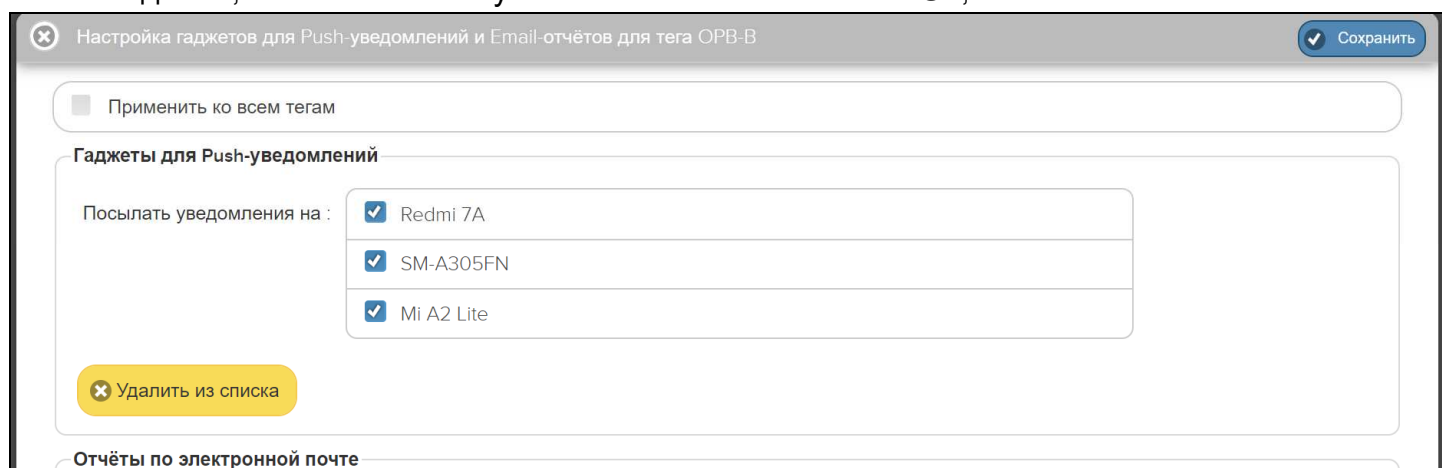 Настройка гаджетов для Push-уведомлений и Email-отчётов для тега OPB-B
Сохранить
Применить ко всем тегам
Гаджеты для Push-уведомлений
Посылать уведомления на :
Redmi 7A
SM-A305FN
Mi A2 Lite
Удалить из списка
Отчёты по электронной почте